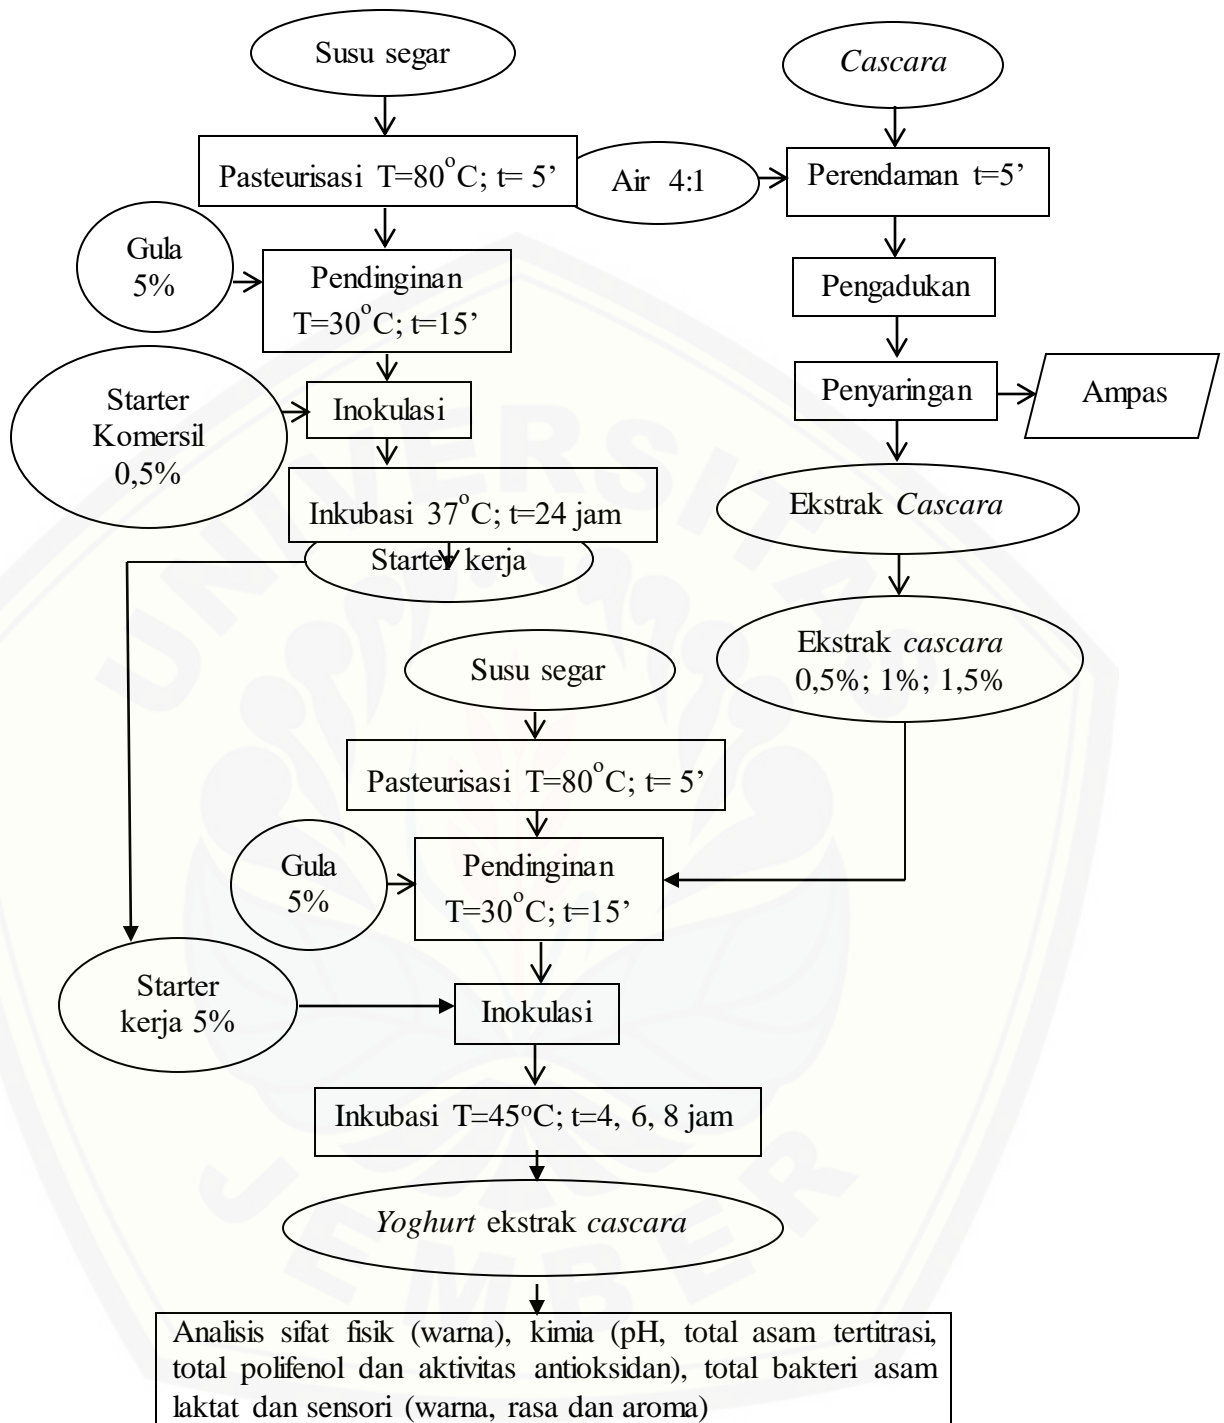 Susu segar
Cascara
Pasteurisasi T=80°C; t= 5’
Air 4:1
Perendaman t=5’
Gula
5%
Pendinginan
T=30°C; t=15’
Pengadukan
Starter
Komersil
0,5%
Inokulasi
Penyaringan
Ampas
Inkubasi 37°C; t=24 jam
Ekstrak Cascara
Starter kerja
Susu segar
Ekstrak cascara
0,5%; 1%; 1,5%
Pasteurisasi T=80°C; t= 5’
Gula
5%
Pendinginan
T=30°C; t=15’
Starter
kerja 5%
Inokulasi
Inkubasi T=45°C; t=4, 6, 8 jam
Yoghurt ekstrak cascara
Analisis sifat fisik (warna), kimia (pH, total asam tertitrasi,
total polifenol dan aktivitas antioksidan), total bakteri asam
laktat dan sensori (warna, rasa dan aroma)
UNIVERSITAS
JEMBER